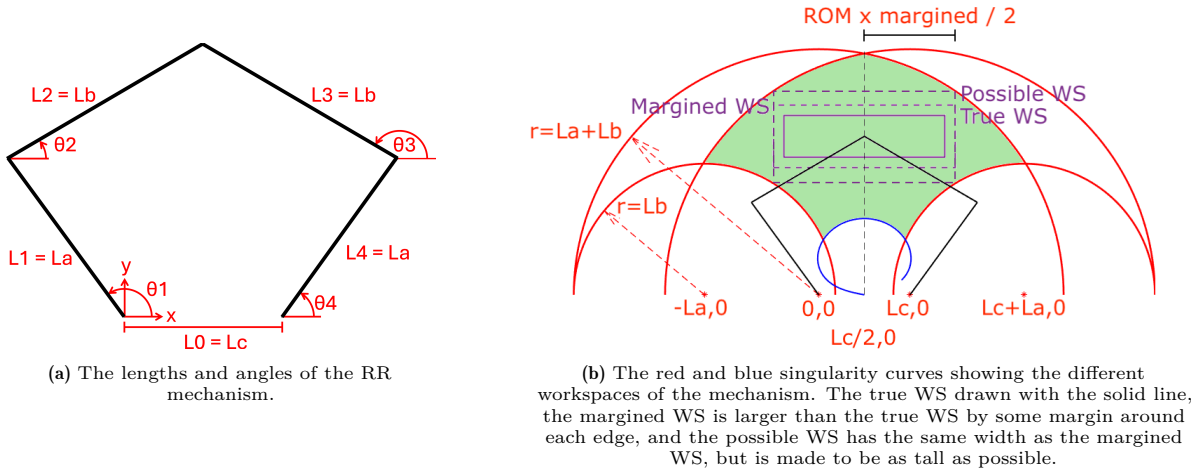 L2 = Lb
L3 = Lb
θ2
θ3
L1 = La
L4 = La
y
θ1
x
θ4
L0 = Lc
(a) The lengths and angles of the RR
mechanism.
ROM x margined / 2
Margined WS
Possible WS
True WS
r=La+Lb
r=Lb
-La,0
0,0
Lc,0
Lc+La,0
Lc/2,0
(b) The red and blue singularity curves showing the different
workspaces of the mechanism. The true WS drawn with the solid line,
the margined WS is larger than the true WS by some margin around
each edge, and the possible WS has the same width as the margined
WS, but is made to be as tall as possible.